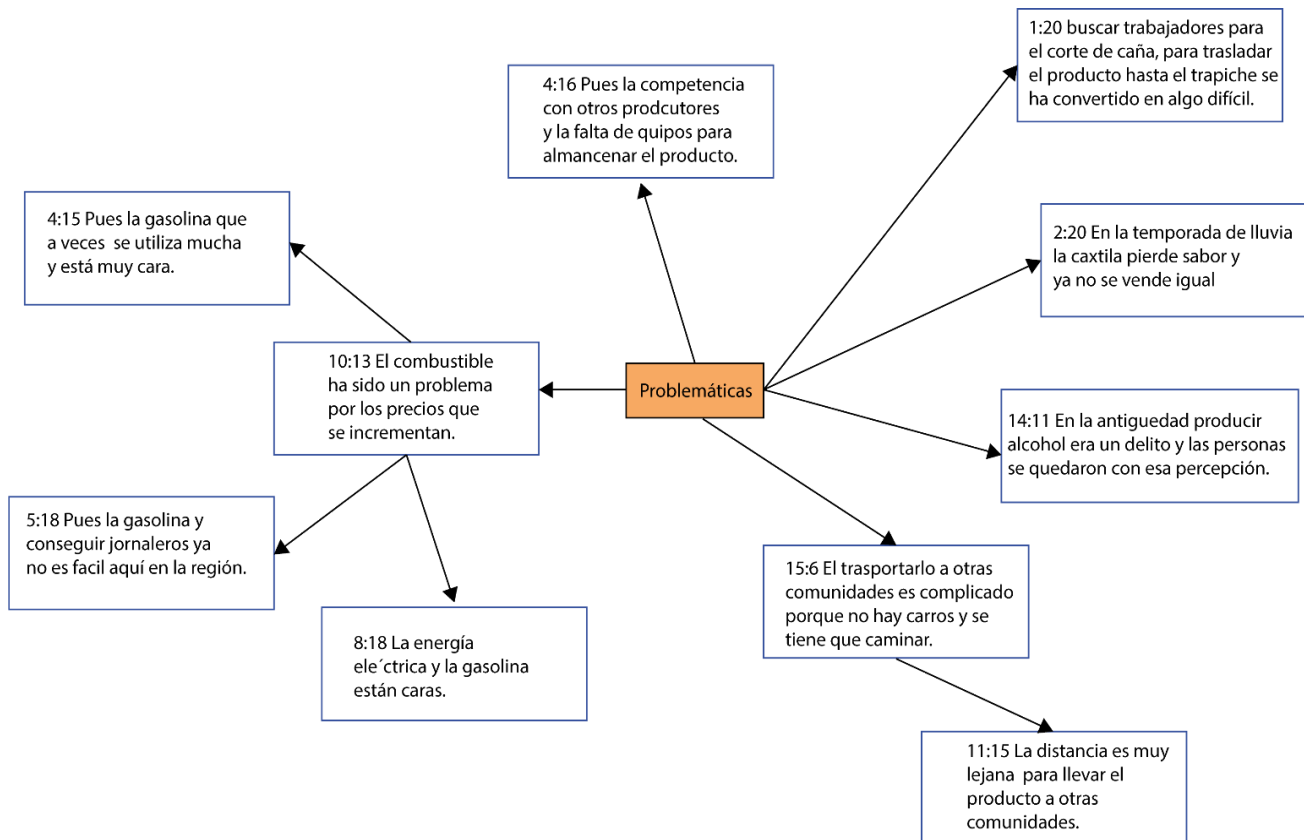 1:20 buscar trabajadores para
el corte de caña, para trasladar
el producto hasta el trapiche se
ha convertido en algo difícil.
4:16 Pues la competencia
con otros prodcutores
y la falta de quipos para
almancenar el producto.
4:15 Pues la gasolina que
a veces se utiliza mucha
y está muy cara.
2:20 En la temporada de lluvia
la caxtila pierde sabor y
ya no se vende igual
10:13 El combustible
ha sido un problema
por los precios que
se incrementan.
Problemáticas
14:11 En la antiguedad producir
alcohol era un delito y las personas
se quedaron con esa percepción.
5:18 Pues la gasolina y
conseguir jornaleros ya
no es facil aquí en la región.
15:6 El trasportarlo a otras
comunidades es complicado
porque no hay carros y se
tiene que caminar.
8:18 La energía
ele´ctrica y la gasolina
están caras.
11:15 La distancia es muy
lejana para llevar el
producto a otras
comunidades.